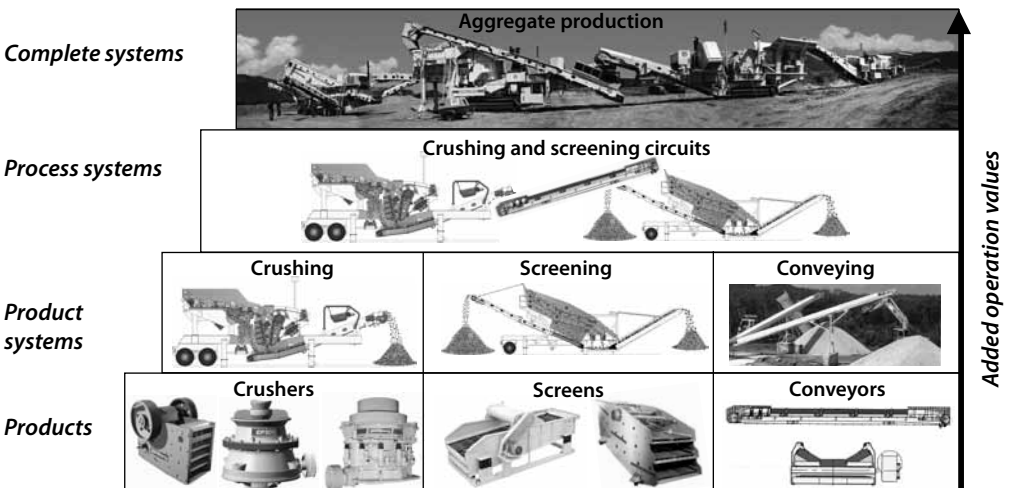 Aggregate production
Complete systems
Crushing and screening circuits
Process systems
Crushing
Screening
Conveying
Product
systems
Crushers
Screens
Conveyors
Products
Added operation values